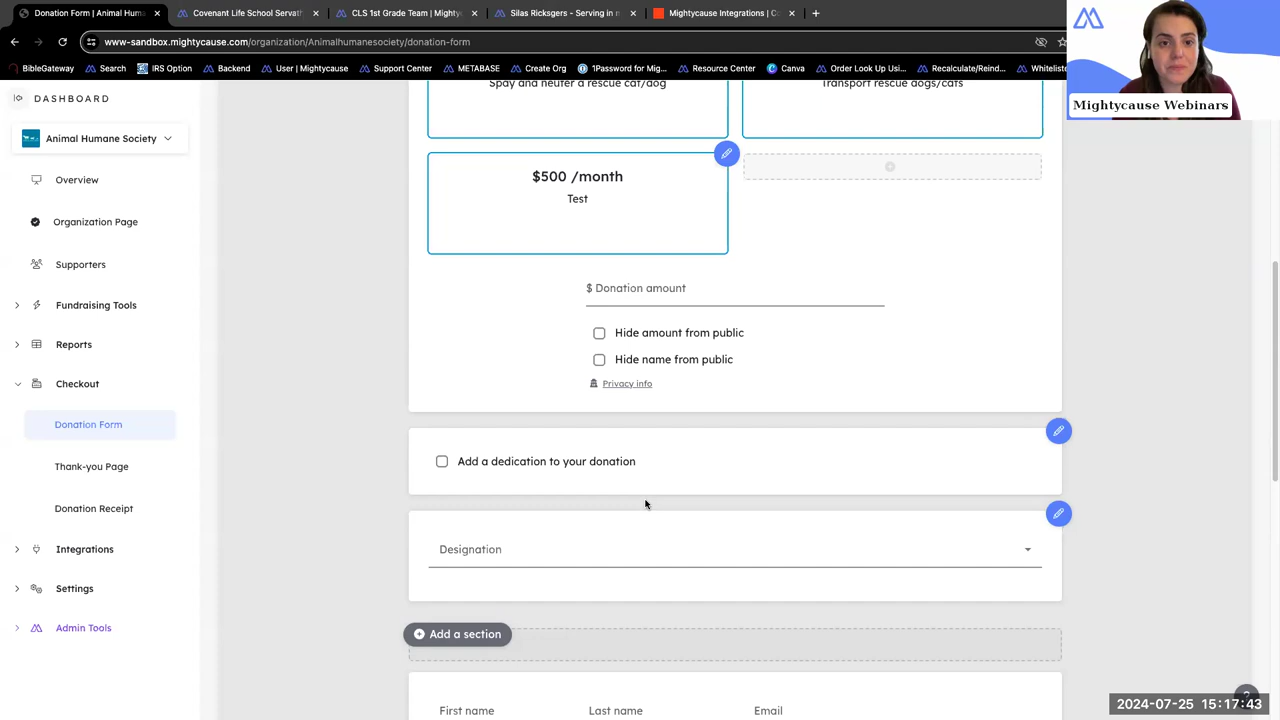 Donation Form | Animal Huma
Covenant Life School Servath
CLS 1st Grade Team | Mightyc
Silas Ricksgers - Serving in n
Mightycause Integrations | C
www-sandbox.mightycause.com/organization/Animalhumanesociety/donation-form
BibleGateway
Search
IRS Option
Backend
User | Mightycause
Support Center
METABASE
Create Org
1Password for Mig...
Resource Center
Canva
Order Look Up Usi...
Recalculate/Reind...
Whitelist
Mightycause Webinars
DASHBOARD
Animal Humane Society
Overview
Organization Page
Supporters
Fundraising Tools
Reports
Checkout
Donation Form
Thank-you Page
Donation Receipt
Integrations
Settings
Admin Tools
Spay and neuter a rescue cat/dog
Transport rescue dogs/cats
$500 /month
Test
$ Donation amount
Hide amount from public
Hide name from public
Privacy info
Add a dedication to your donation
Designation
Add a section
First name
Last name
Email
?
2024-07-25 15:17:43